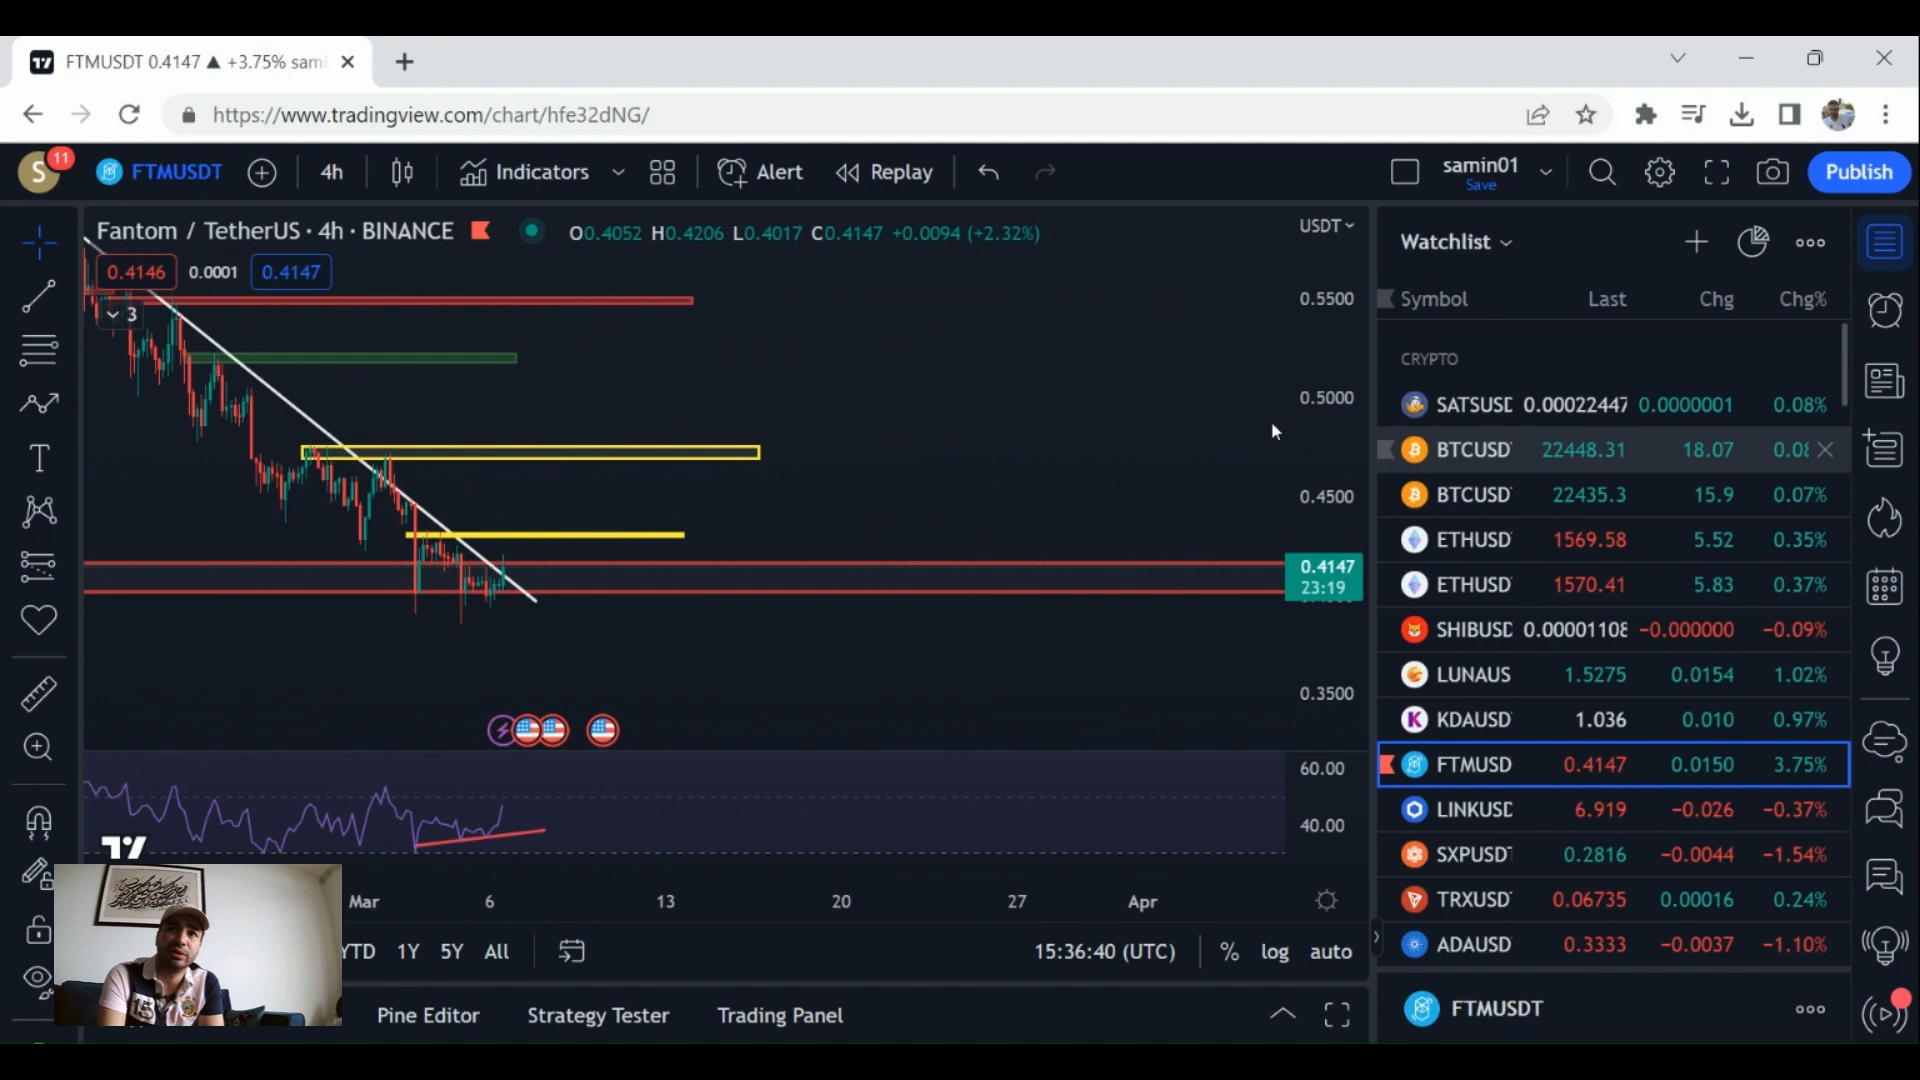 FTMUSDT 0.4147 ▲ +3.75% sami
https://www.tradingview.com/chart/hfe32dNG/
S 11 FTMUSDT 4h Indicators Alert Replay samin01 Save Publish
Fantom / TetherUS · 4h · BINANCE O0.4052 H0.4206 L0.4017 C0.4147 +0.0094 (+2.32%)
0.4146 0.0001 0.4147
3
USDT
0.5500
0.5000
0.4500
0.4147
23:19
0.3500
60.00
40.00
Mar 6 13 20 27 Apr
YTD 1Y 5Y All 15:36:40 (UTC) % log auto
Pine Editor Strategy Tester Trading Panel
Watchlist
Symbol Last Chg Chg%
CRYPTO
SATSUSD 0.00022447 0.0000001 0.08%
BTCUSD 22448.31 18.07 0.08
BTCUSD 22435.3 15.9 0.07%
ETHUSD 1569.58 5.52 0.35%
ETHUSD 1570.41 5.83 0.37%
SHIBUSD 0.00001108 −0.000000 −0.09%
LUNAUS 1.5275 0.0154 1.02%
KDAUSD 1.036 0.010 0.97%
FTMUSD 0.4147 0.0150 3.75%
LINKUSD 6.919 −0.026 −0.37%
SXPUSD 0.2816 −0.0044 −1.54%
TRXUSD 0.06735 0.00016 0.24%
ADAUSD 0.3333 −0.0037 −1.10%
FTMUSDT